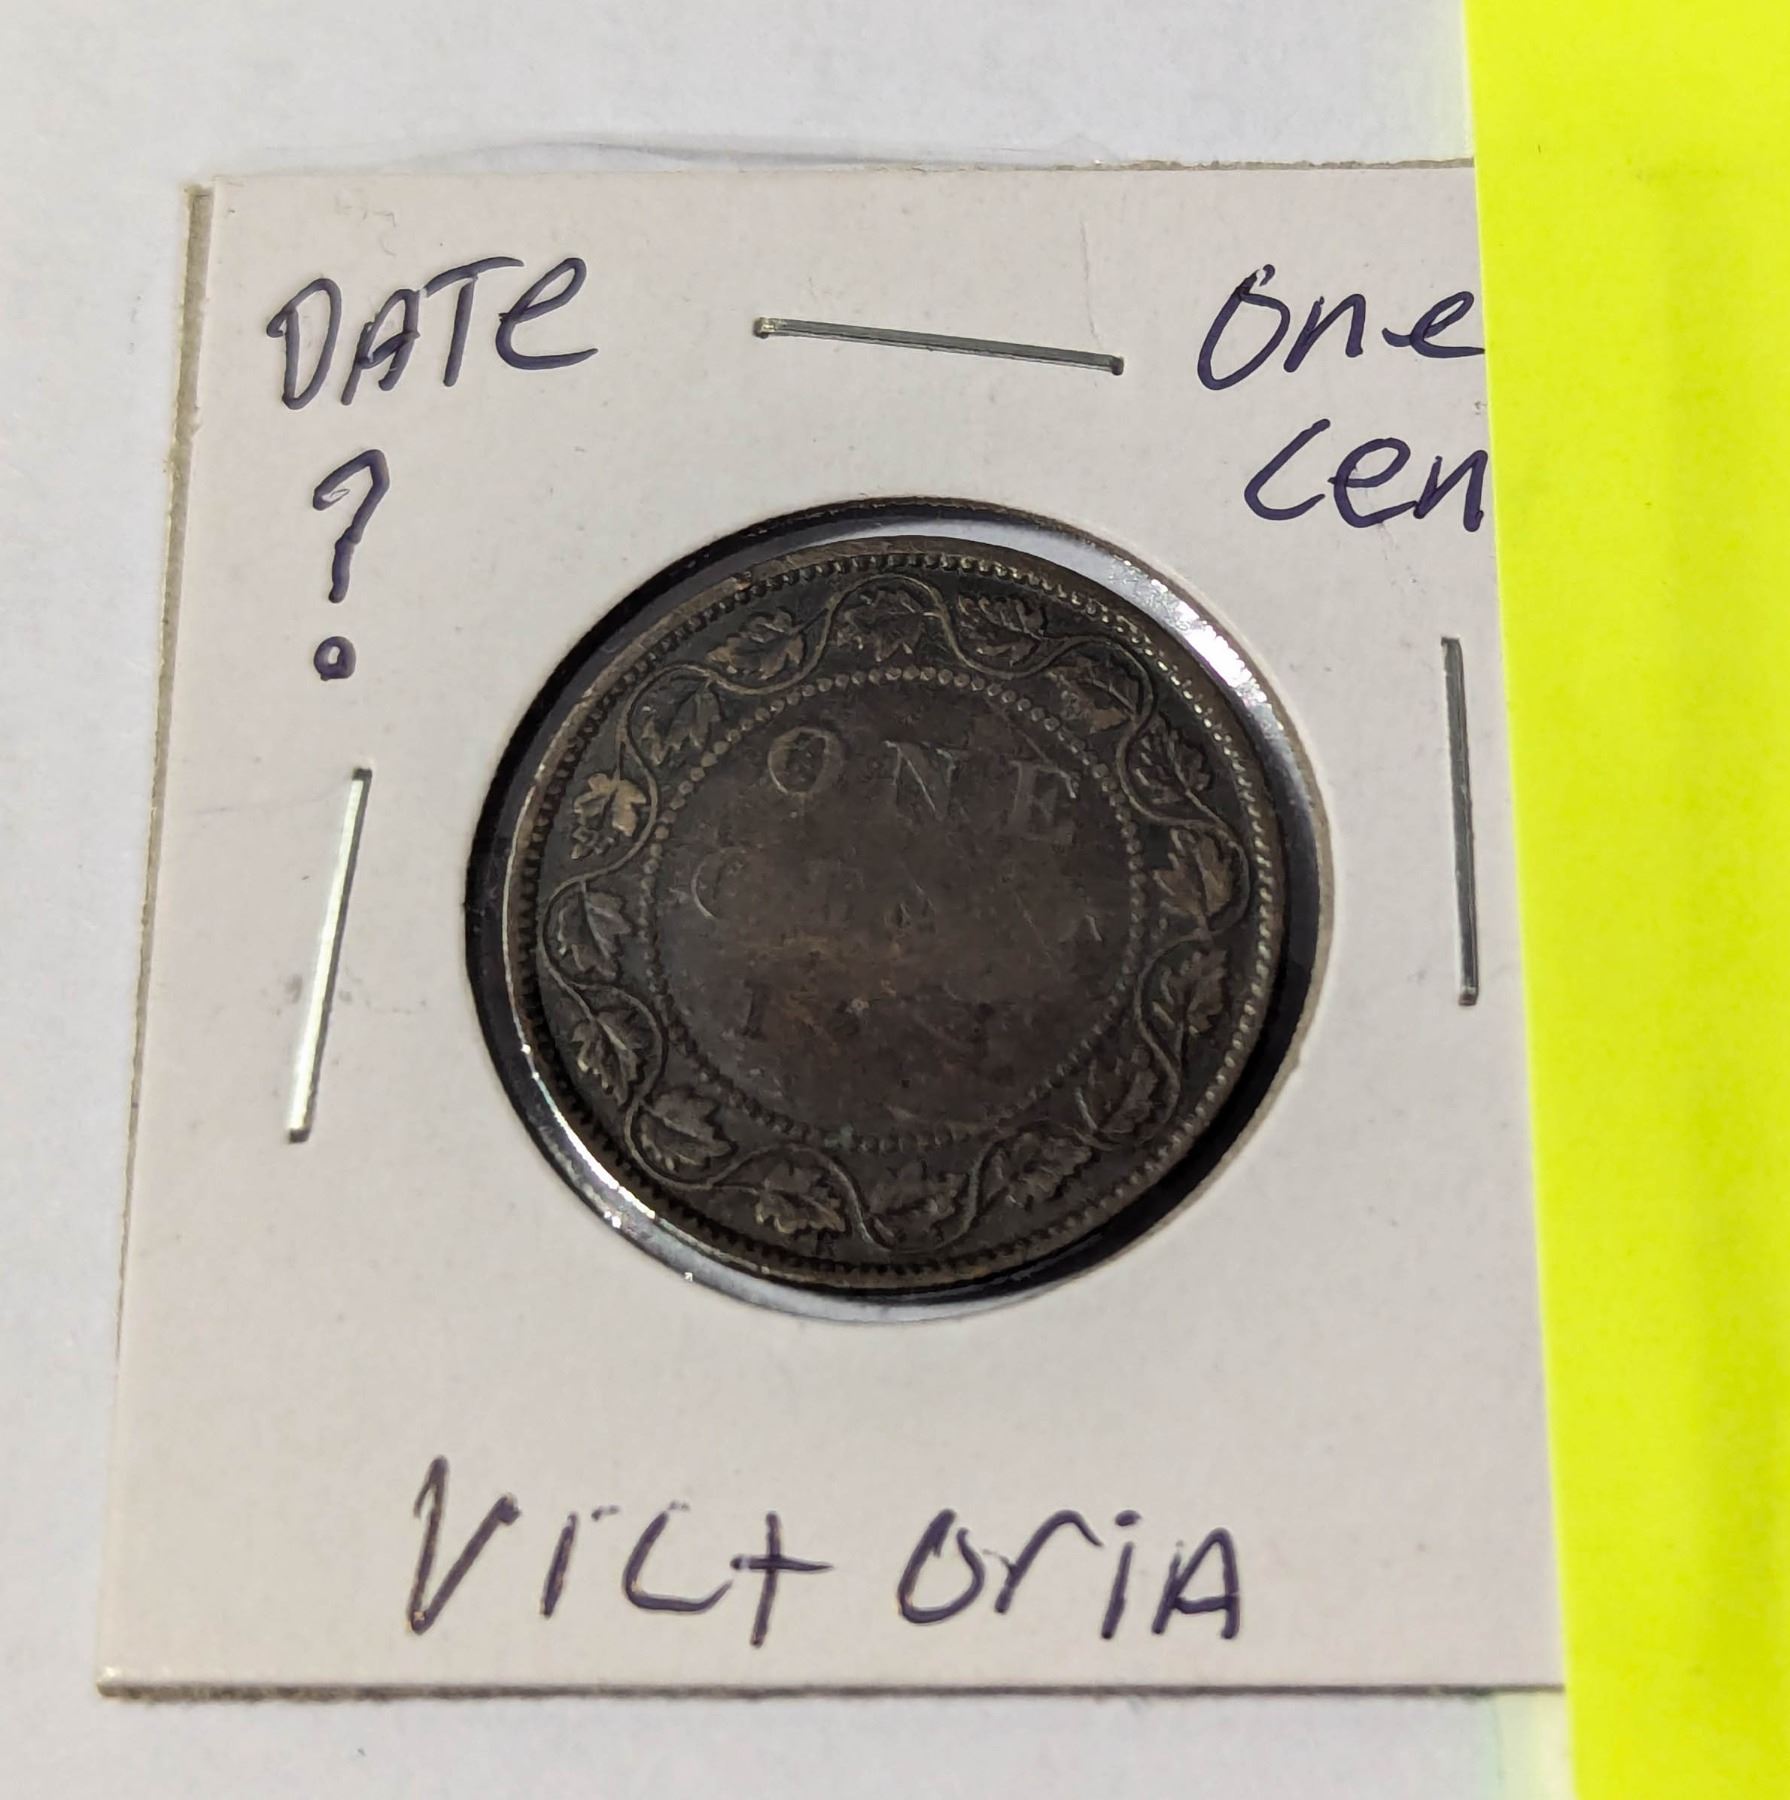 DATE
one
?
Cen
ONE
VICtOriA